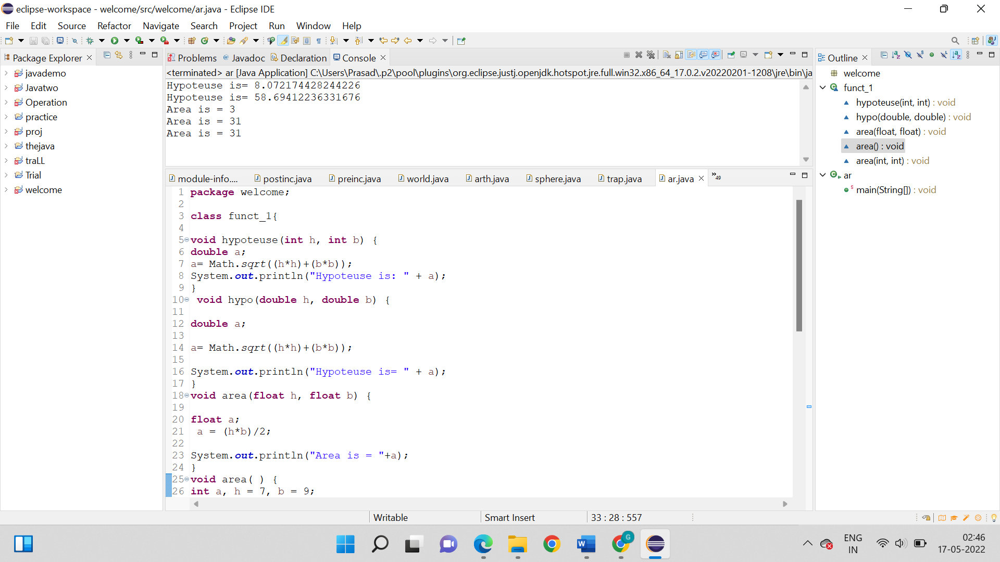 eclipse-workspace - welcome/src/welcome/ar.java - Eclipse IDE
File Edit Source Refactor Navigate Search Project Run Window Help
Package Explorer
javademo
Javatwo
Operation
practice
proj
thejava
traLL
Trial
welcome
Problems Javadoc Declaration Console
<terminated> ar [Java Application] C:\Users\Prasad\.p2\pool\plugins\org.eclipse.justj.openjdk.hotspot.jre.full.win32.x86_64_17.0.2.v20220201-1208\jre\bin\ja
Hypoteuse is= 8.072174428244226
Hypoteuse is= 58.69412236331676
Area is = 3
Area is = 31
Area is = 31
module-info.... postinc.java preinc.java world.java arth.java sphere.java trap.java ar.java »49
1 package welcome;
2
3 class funct_1{
4
5 void hypoteuse(int h, int b) {
6 double a;
7 a= Math.sqrt((h*h)+(b*b));
8 System.out.println("Hypoteuse is: " + a);
9 }
10 void hypo(double h, double b) {
11
12 double a;
13
14 a= Math.sqrt((h*h)+(b*b));
15
16 System.out.println("Hypoteuse is= " + a);
17 }
18 void area(float h, float b) {
19
20 float a;
21 a = (h*b)/2;
22
23 System.out.println("Area is = "+a);
24 }
25 void area( ) {
26 int a, h = 7, b = 9;
Outline
welcome
funct_1
hypoteuse(int, int) : void
hypo(double, double) : void
area(float, float) : void
area() : void
area(int, int) : void
ar
main(String[]) : void
Writable Smart Insert 33 : 28 : 557
ENG
IN
02:46
17-05-2022